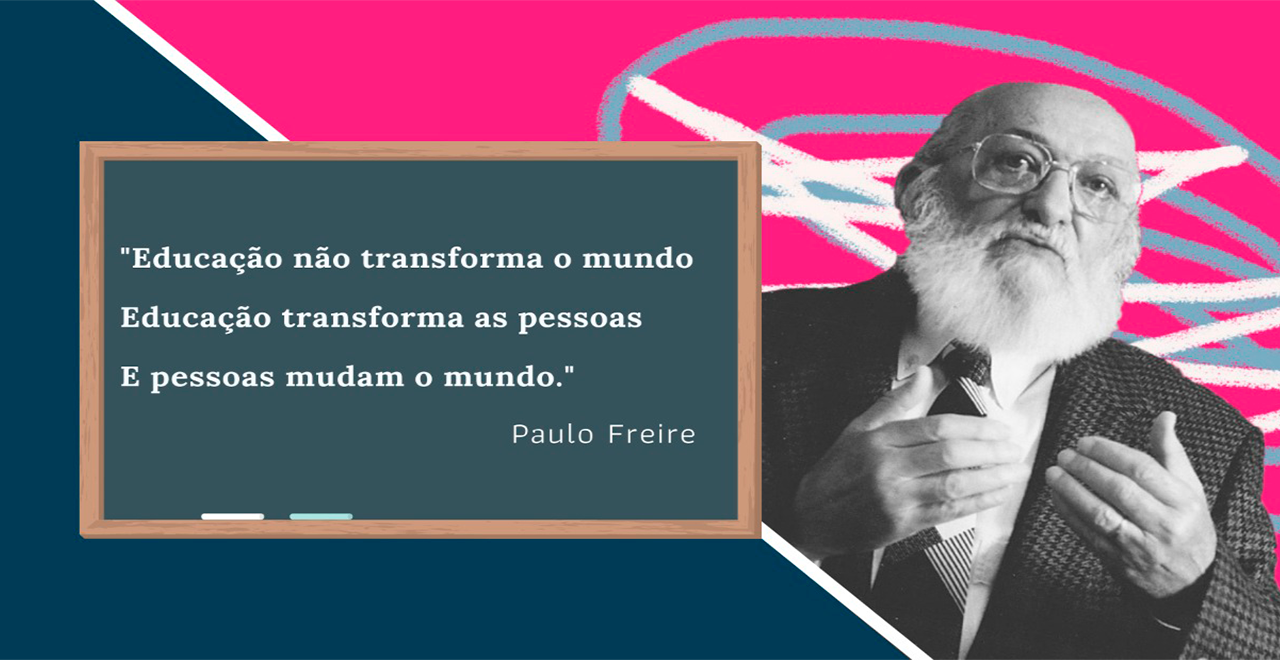 "Educação não transforma o mundo
Educação transforma as pessoas
E pessoas mudam o mundo."
Paulo Freire